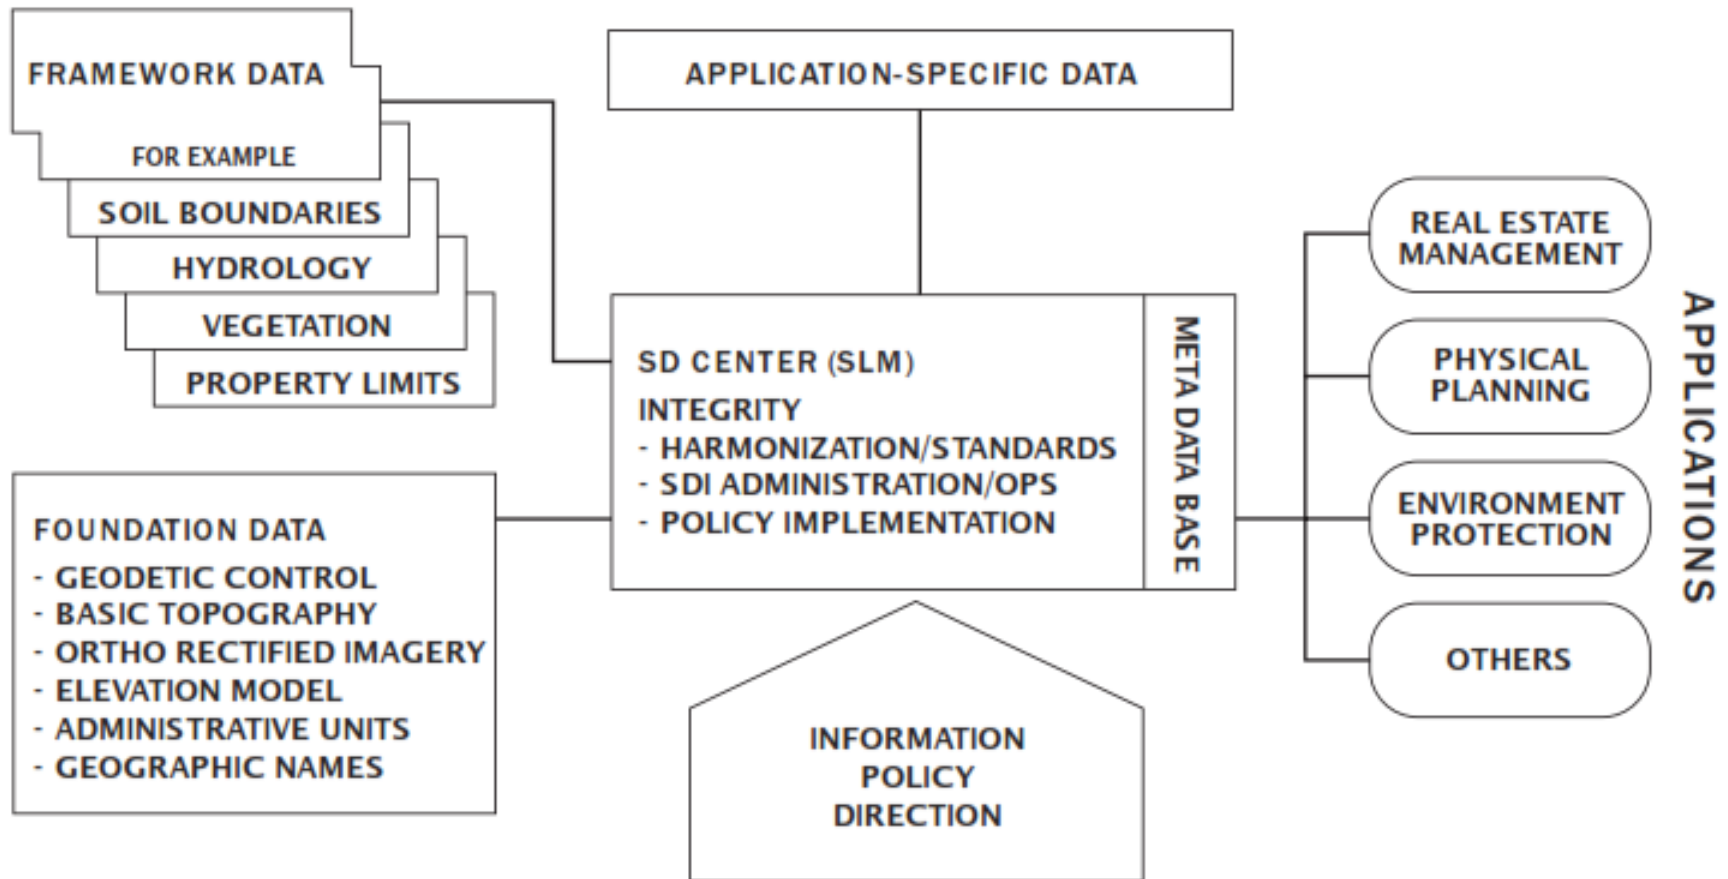 FRAMEWORK DATA
FOR EXAMPLE
SOIL BOUNDARIES
HYDROLOGY
VEGETATION
PROPERTY LIMITS
FOUNDATION DATA
- GEODETIC CONTROL
- BASIC TOPOGRAPHY
- ORTHO RECTIFIED IMAGERY
- ELEVATION MODEL
- ADMINISTRATIVE UNITS
- GEOGRAPHIC NAMES
APPLICATION-SPECIFIC DATA
SD CENTER (SLM)
INTEGRITY
- HARMONIZATION/STANDARDS
- SDI ADMINISTRATION/OPS
- POLICY IMPLEMENTATION
META DATA BASE
INFORMATION
POLICY
DIRECTION
REAL ESTATE
MANAGEMENT
PHYSICAL
PLANNING
ENVIRONMENT
PROTECTION
OTHERS
APPLICATIONS